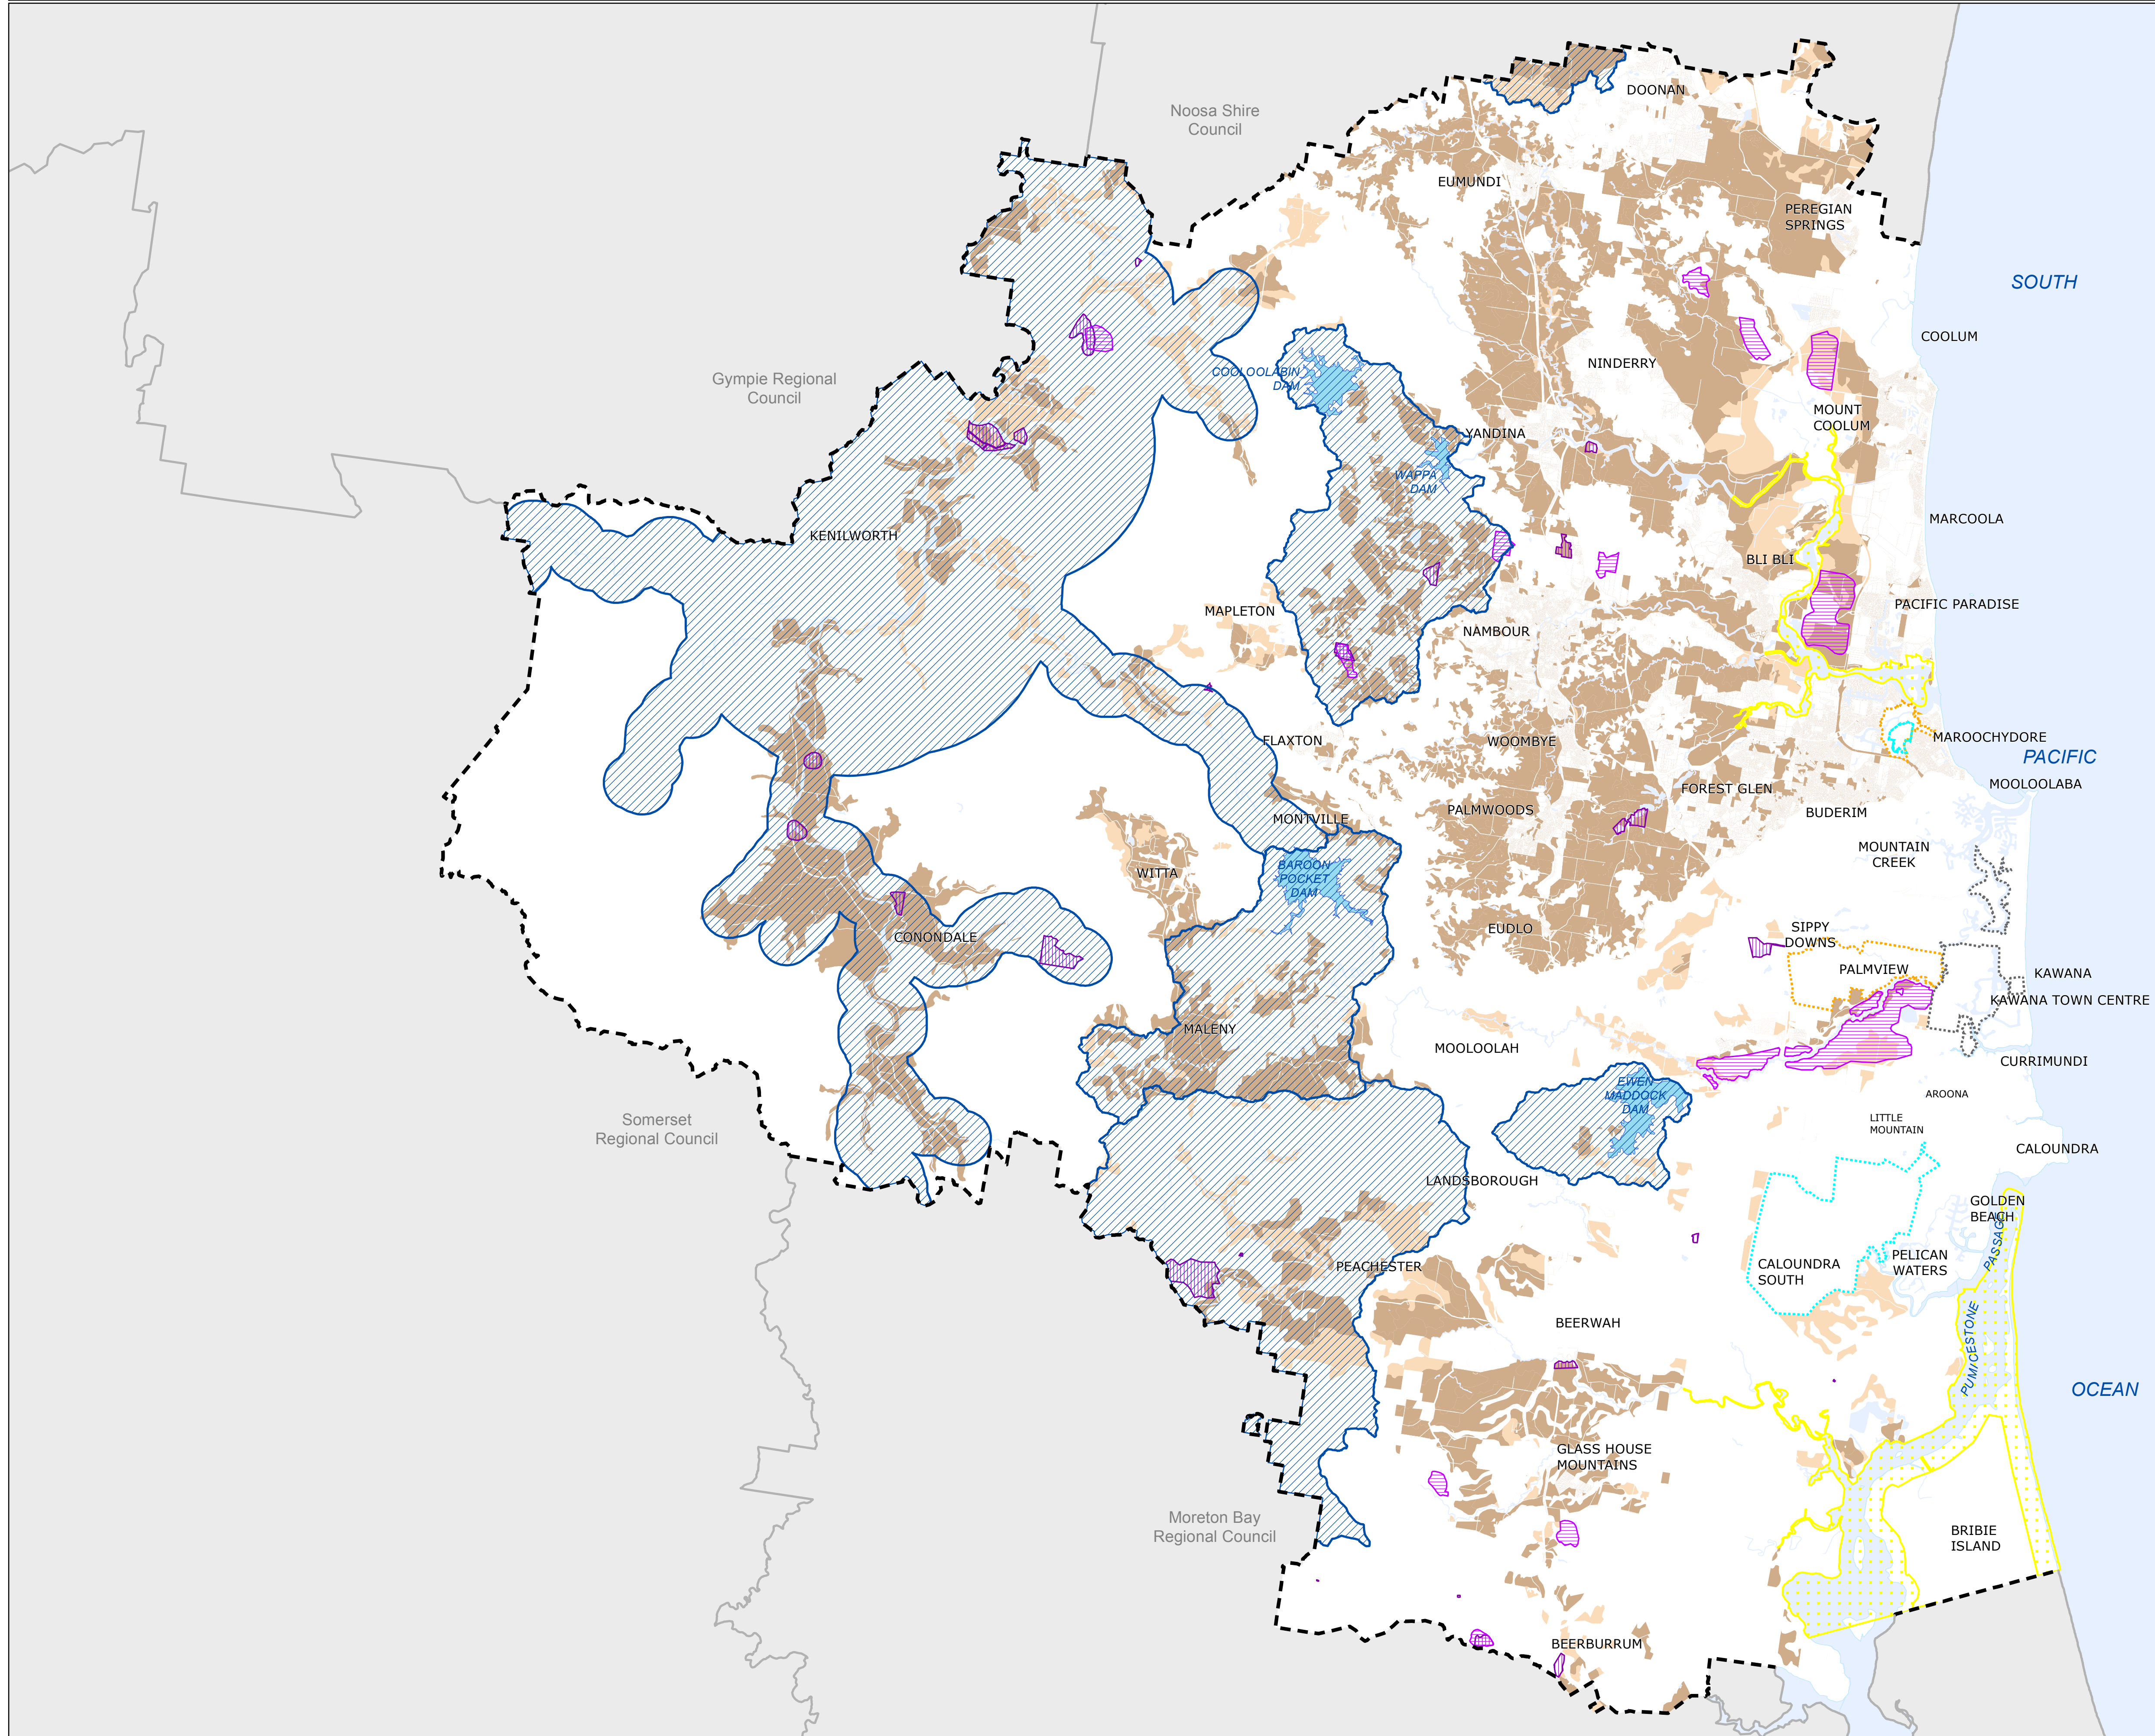 DOONAN
Noosa Shire
Council
EUMUNDI
PEREGIAN
SPRINGS
SOUTH
COOLUM
NINDERRY
COOLOOLABIN
DAM
Gympie Regional
Council
MOUNT
COOLUM
YANDINA
WAPPA
DAM
MARCOOLA
KENILWORTH
BLI BLI
PACIFIC PARADISE
MAPLETON
NAMBOUR
MAROOCHYDORE
FLAXTON
WOOMBYE
PACIFIC
MOOLOOLABA
FOREST GLEN
PALMWOODS
BUDERIM
MONTVILLE
MOUNTAIN
CREEK
WITTA
BAROON
POCKET
DAM
EUDLO
SIPPY
DOWNS
CONONDALE
PALMVIEW
KAWANA
KAWANA TOWN CENTRE
MALENY
MOOLOOLAH
CURRIMUNDI
EWEN
MADDOCK
DAM
AROONA
Somerset
Regional Council
LITTLE
MOUNTAIN
CALOUNDRA
LANDSBOROUGH
GOLDEN
BEACH
PELICAN
WATERS
CALOUNDRA
SOUTH
PEACHESTER
PUMICESTONE
PASSAGE
BEERWAH
OCEAN
GLASS HOUSE
MOUNTAINS
Moreton Bay
Regional Council
BRIBIE
ISLAND
BEERBURRUM